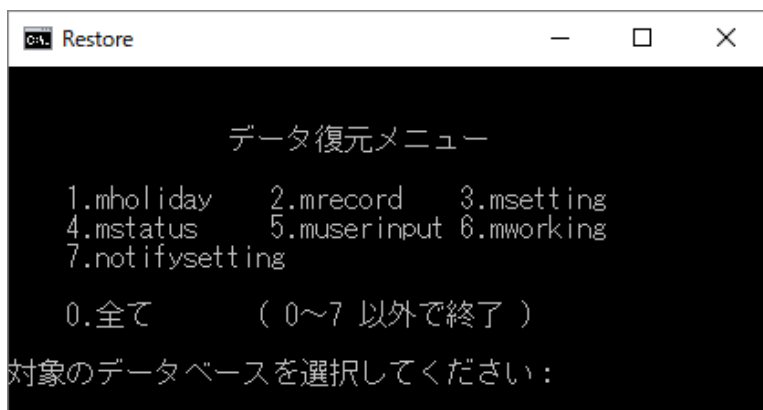 Restore
データ復元メニュー
1.mholiday 2.mrecord 3.msetting
4.mstatus 5.muserinput 6.mworking
7.notifysetting
0.全て ( 0～7 以外で終了 )
対象のデータベースを選択してください：